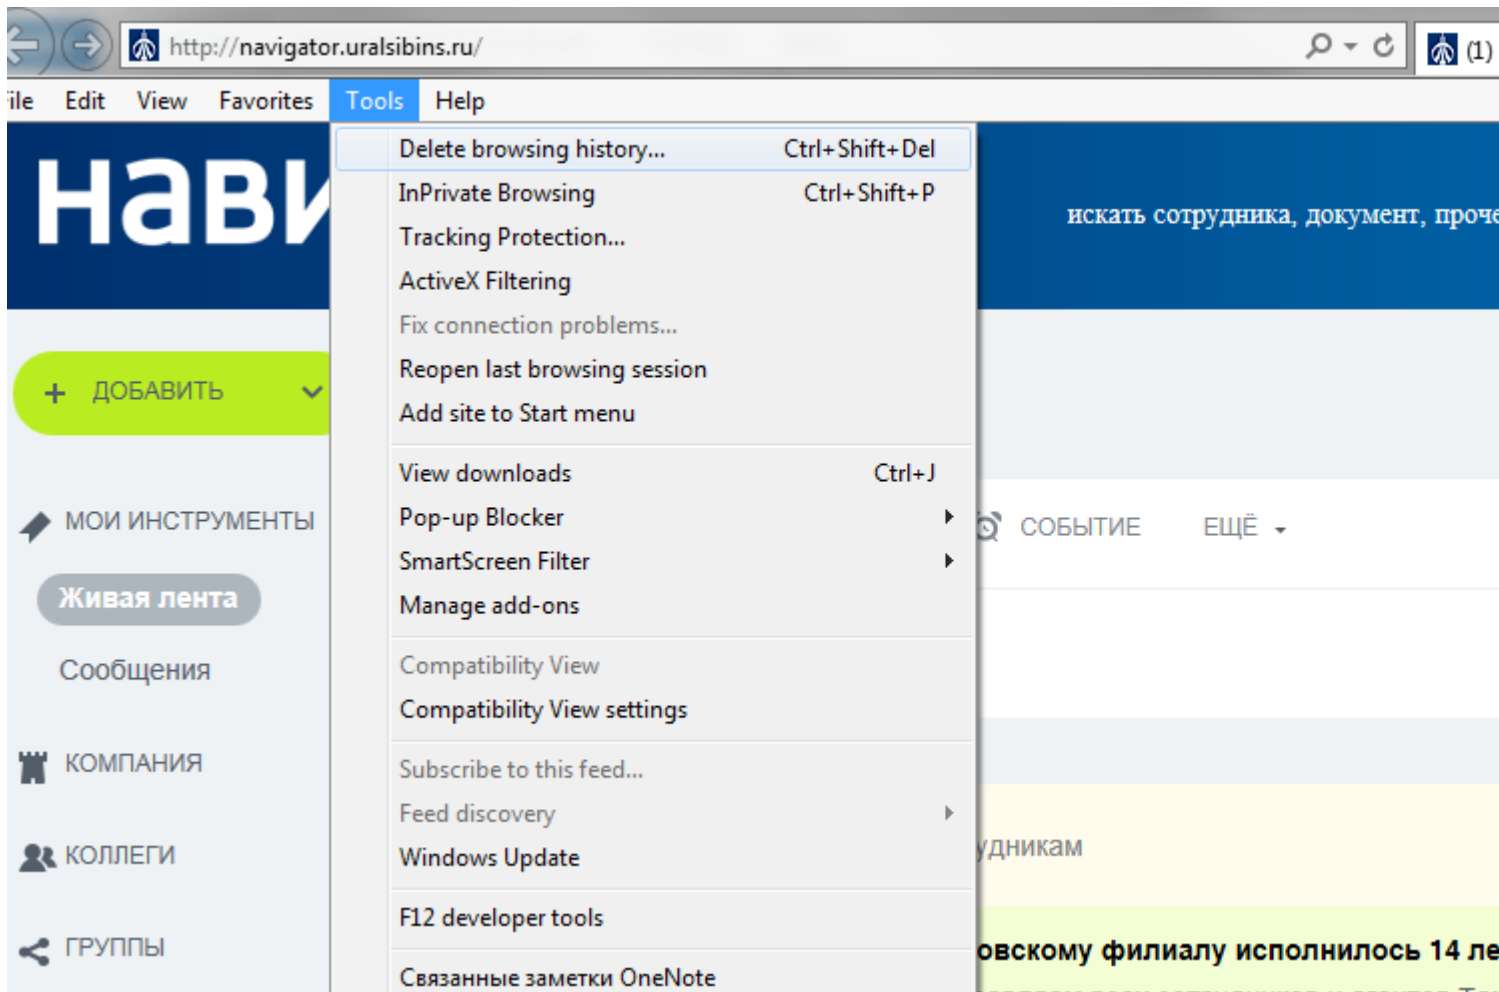 http://navigator.uralsibins.ru/
(1)
File Edit View Favorites Tools Help
нави
искать сотрудника, документ, проче
Delete browsing history... Ctrl+Shift+Del
InPrivate Browsing Ctrl+Shift+P
Tracking Protection...
ActiveX Filtering
Fix connection problems...
Reopen last browsing session
Add site to Start menu
View downloads Ctrl+J
Pop-up Blocker
SmartScreen Filter
Manage add-ons
Compatibility View
Compatibility View settings
Subscribe to this feed...
Feed discovery
Windows Update
F12 developer tools
Связанные заметки OneNote
+ ДОБАВИТЬ
МОИ ИНСТРУМЕНТЫ
Живая лента
Сообщения
КОМПАНИЯ
КОЛЛЕГИ
ГРУППЫ
СОБЫТИЕ ЕЩЁ
удникам
овскому филиалу исполнилось 14 ле